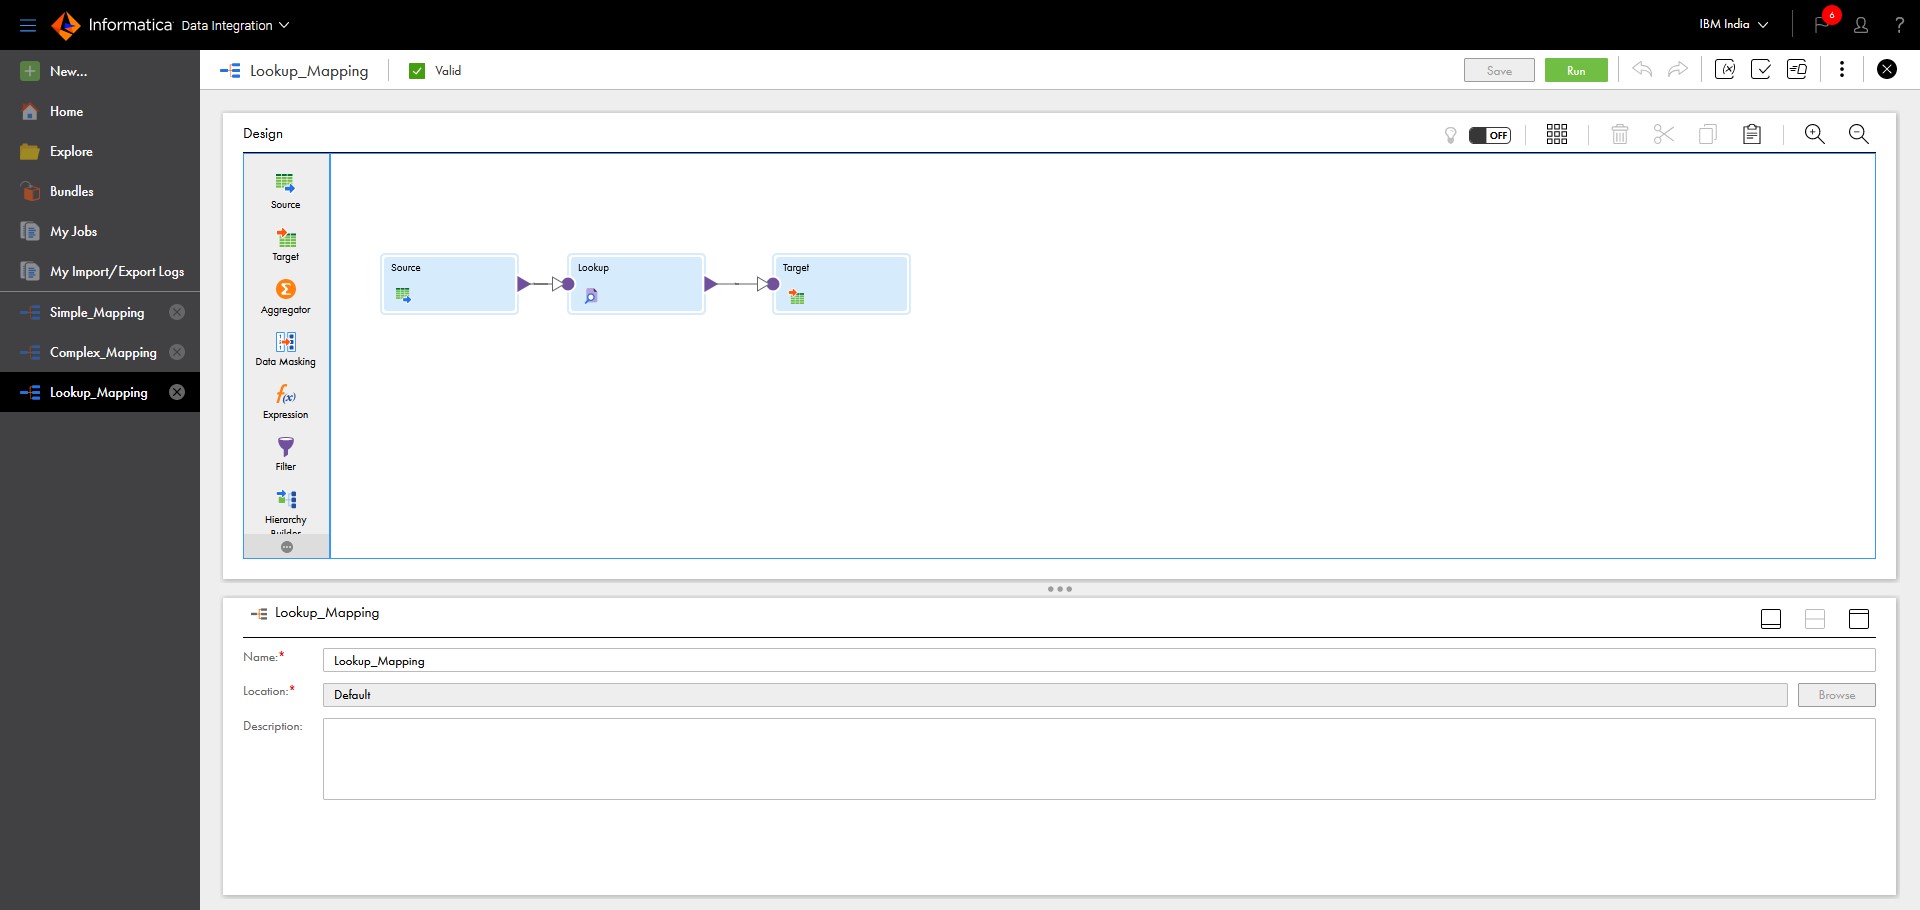 Informatica Data Integration
IBM India
6
?
New...
Home
Explore
Bundles
My Jobs
My Import/Export Logs
Simple_Mapping
Complex_Mapping
Lookup_Mapping
Lookup_Mapping
Valid
Save
Run
(x)
Design
OFF
Source
Target
Aggregator
Data Masking
f(x)
Expression
Filter
Hierarchy
Builder
Source
Lookup
Target
Lookup_Mapping
Name:*
Lookup_Mapping
Location:*
Default
Browse
Description: